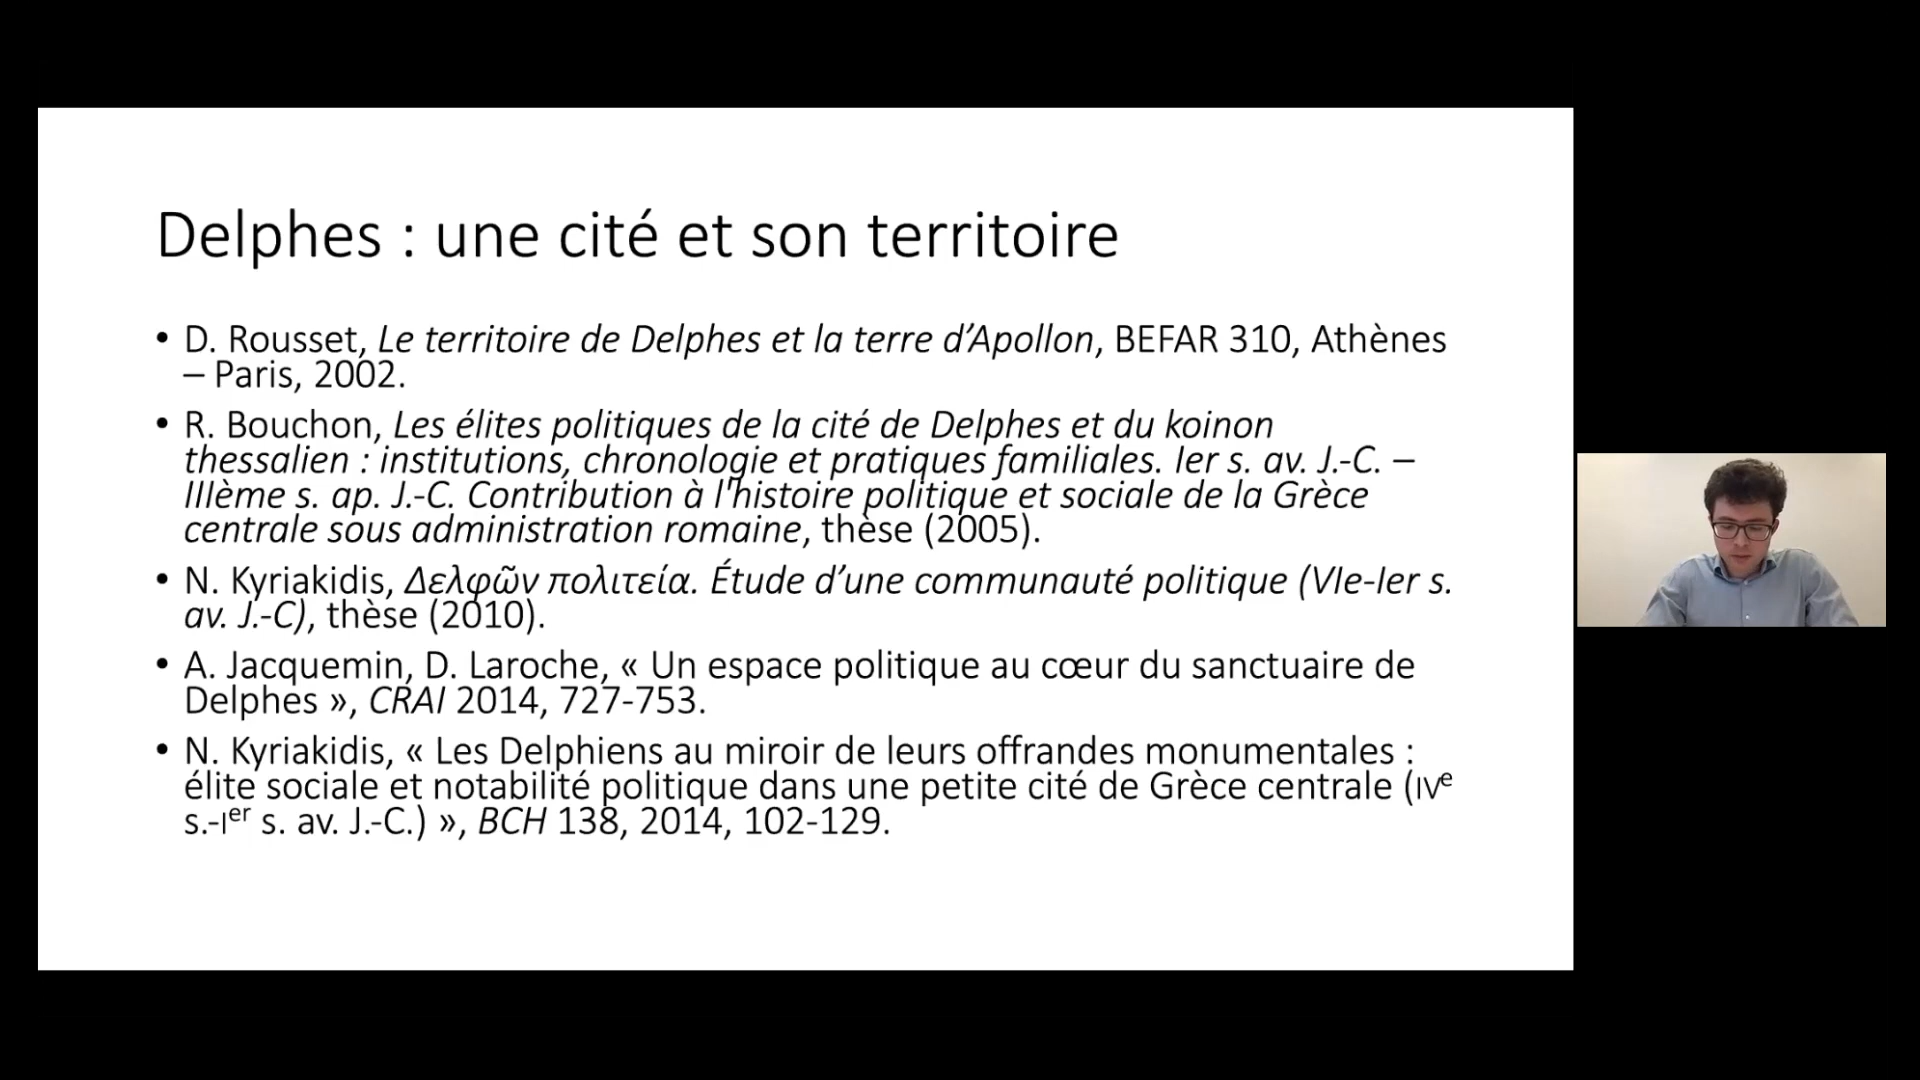 Delphes : une cité et son territoire
• D. Rousset, Le territoire de Delphes et la terre d’Apollon, BEFAR 310, Athènes
– Paris, 2002.
• R. Bouchon, Les élites politiques de la cité de Delphes et du koinon
thessalien : institutions, chronologie et pratiques familiales. Ier s. av. J.-C. –
IIIème s. ap. J.-C. Contribution à l'histoire politique et sociale de la Grèce
centrale sous administration romaine, thèse (2005).
• N. Kyriakidis, Δελφῶν πολιτεία. Étude d’une communauté politique (VIe-Ier s.
av. J.-C), thèse (2010).
• A. Jacquemin, D. Laroche, « Un espace politique au cœur du sanctuaire de
Delphes », CRAI 2014, 727-753.
• N. Kyriakidis, « Les Delphiens au miroir de leurs offrandes monumentales :
élite sociale et notabilité politique dans une petite cité de Grèce centrale (IVe
s.-Ier s. av. J.-C.) », BCH 138, 2014, 102-129.